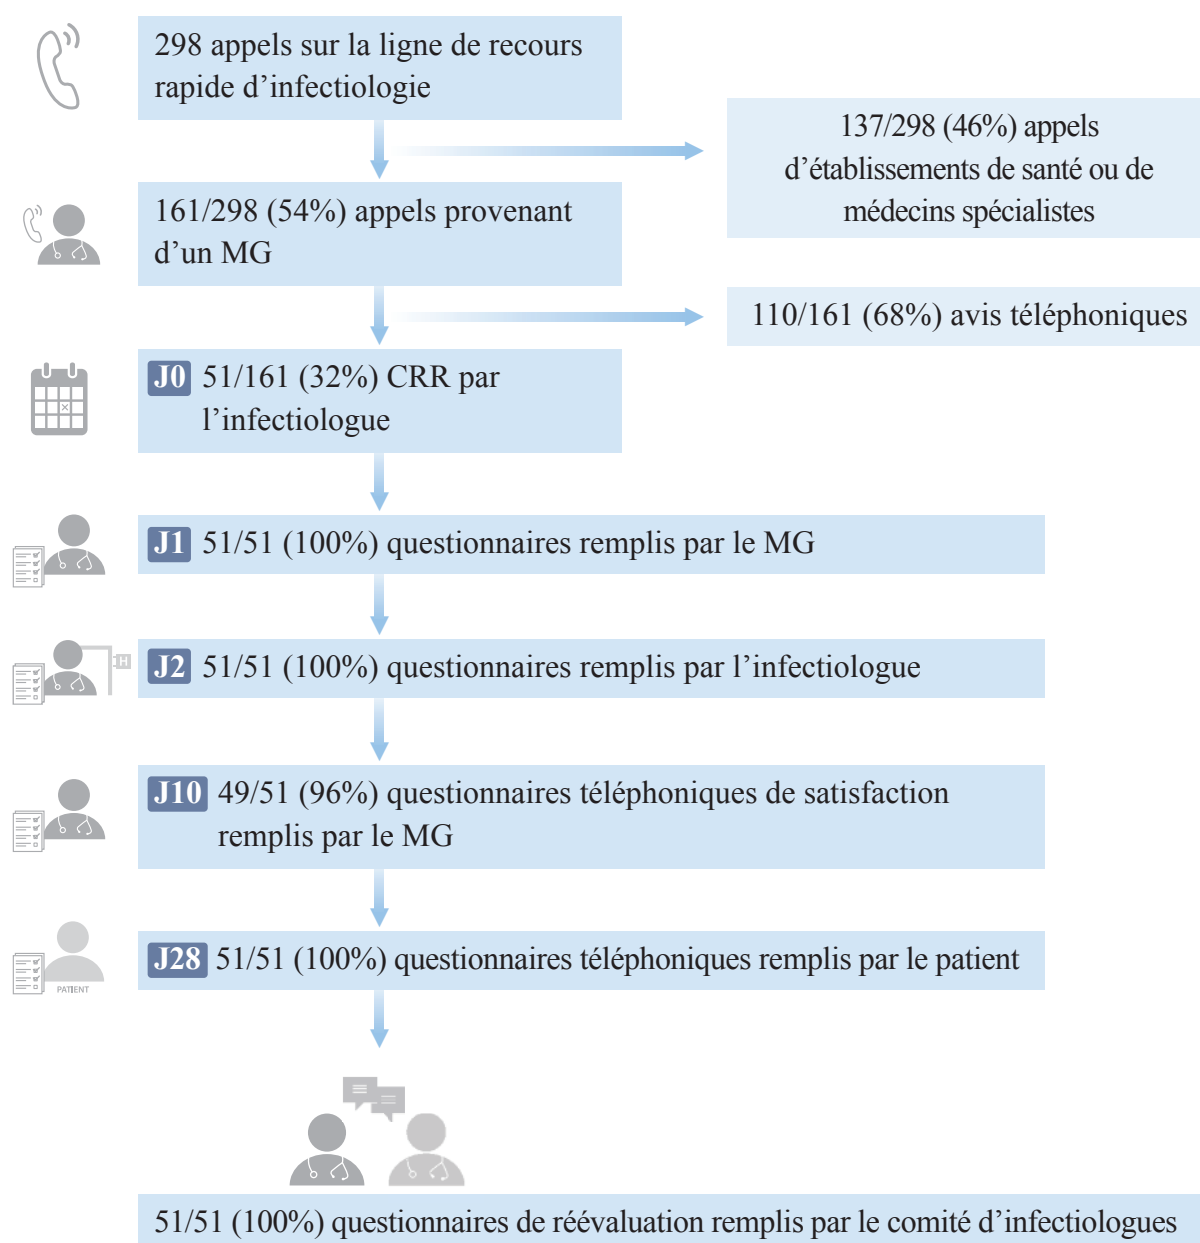 298 appels sur la ligne de recours
rapide d’infectiologie
137/298 (46%) appels
d’établissements de santé ou de
médecins spécialistes
161/298 (54%) appels provenant
d’un MG
110/161 (68%) avis téléphoniques
J0 51/161 (32%) CRR par
l’infectiologue
J1 51/51 (100%) questionnaires remplis par le MG
H
J2 51/51 (100%) questionnaires remplis par l’infectiologue
J10 49/51 (96%) questionnaires téléphoniques de satisfaction
remplis par le MG
J28 51/51 (100%) questionnaires téléphoniques remplis par le patient
PATIENT
51/51 (100%) questionnaires de réévaluation remplis par le comité d’infectiologues